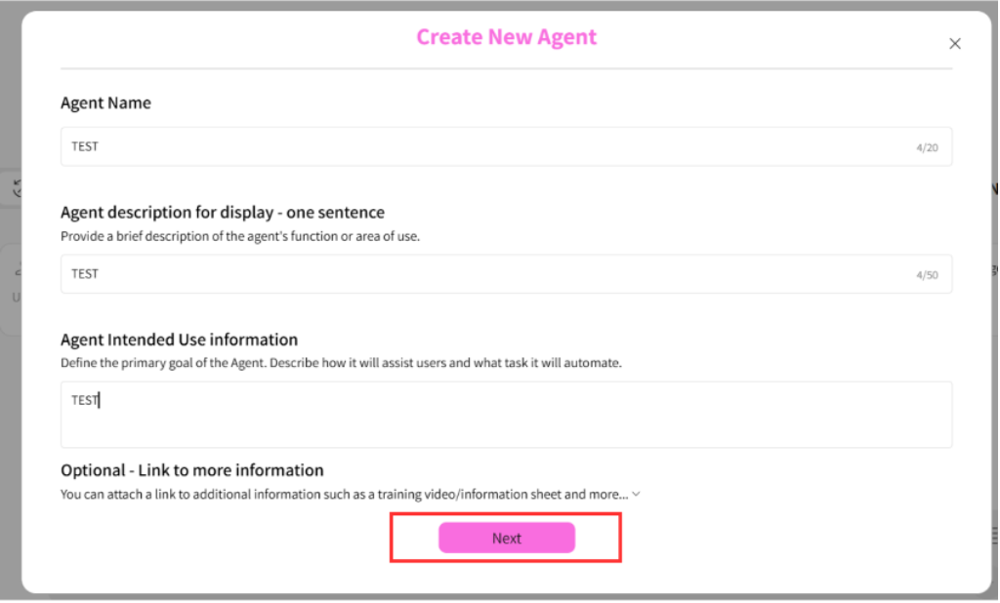 Create New Agent
Agent Name
TEST
4/20
Agent description for display - one sentence
Provide a brief description of the agent's function or area of use.
TEST
4/50
Agent Intended Use information
Define the primary goal of the Agent. Describe how it will assist users and what task it will automate.
TEST
Optional - Link to more information
You can attach a link to additional information such as a training video/information sheet and more...
Next